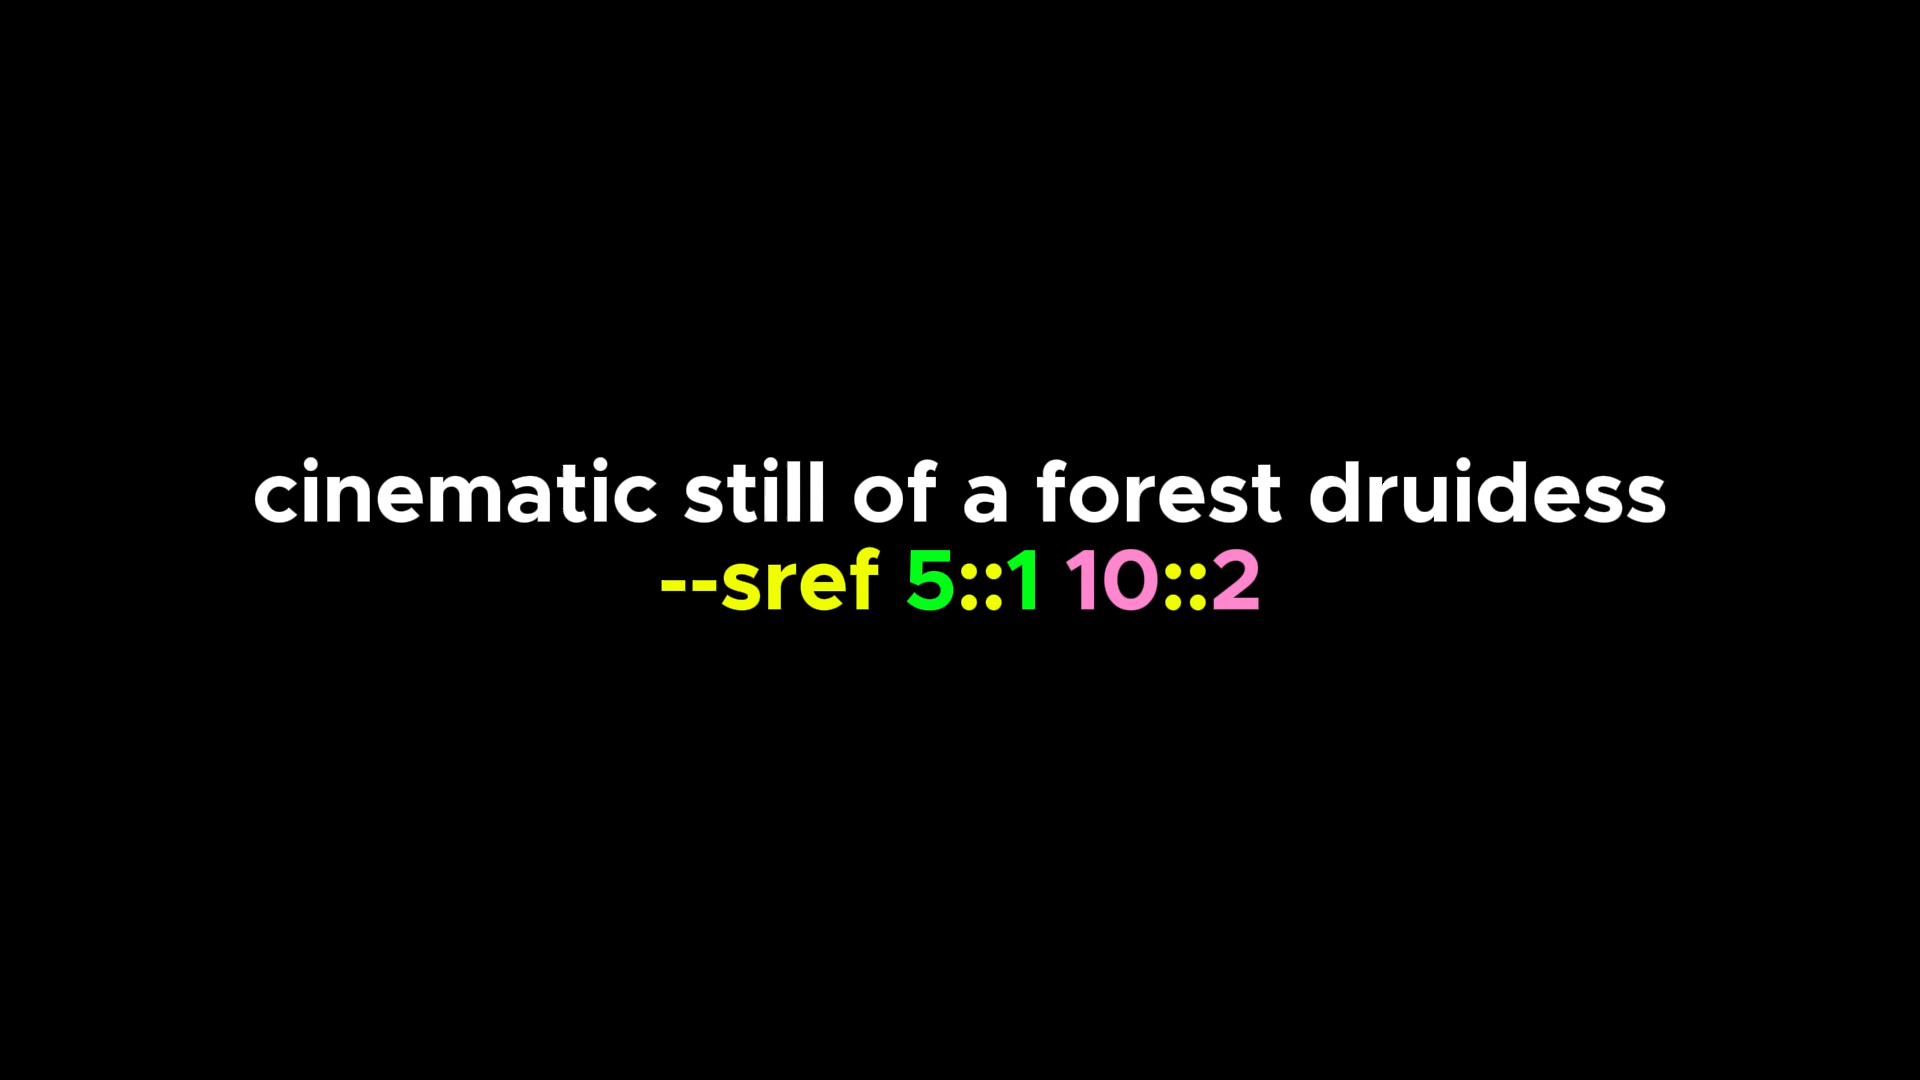 cinematic still of a forest druidess
--sref 5::1 10::2